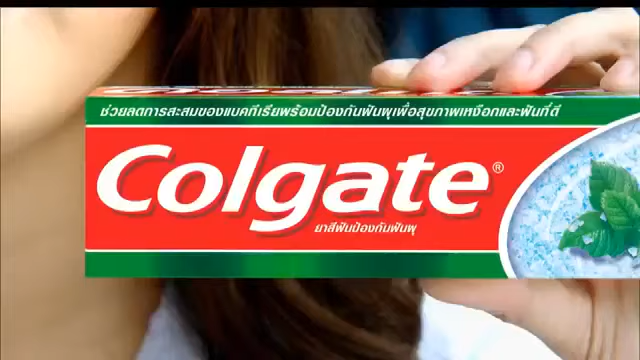 ช่วยลดการสะสมของแบคทีเรียพร้อมป้องกันฟันผุเพื่อสุขภาพเหงือกและฟันที่ดี
Colgate®
ยาสีฟันป้องกันฟันผุ